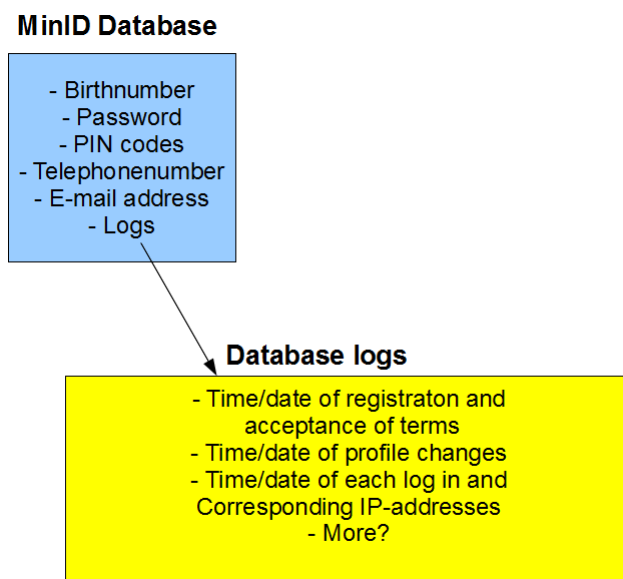 MinID Database
- Birthnumber
- Password
- PIN codes
- Telephonenumber
- E-mail address
- Logs
Database logs
- Time/date of registraton and
acceptance of terms
- Time/date of profile changes
- Time/date of each log in and
Corresponding IP-addresses
- More?